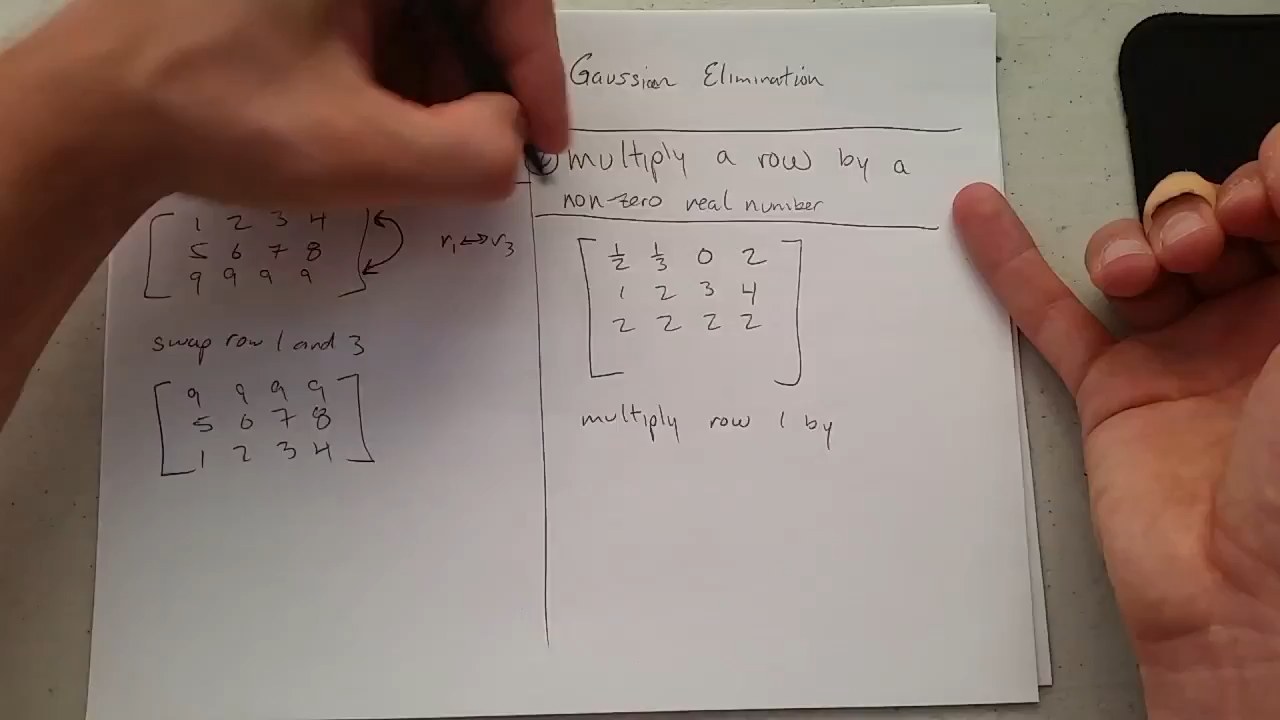 Gaussian Elimination
1 2 3 4
5 6 7 8
9 9 9 9
r1↔r3
swap row 1 and 3
9 9 9 9
5 6 7 8
1 2 3 4
multiply a row by a
non-zero real number
1/2 1/3 0 2
1 2 3 4
2 2 2 2
multiply row 1 by